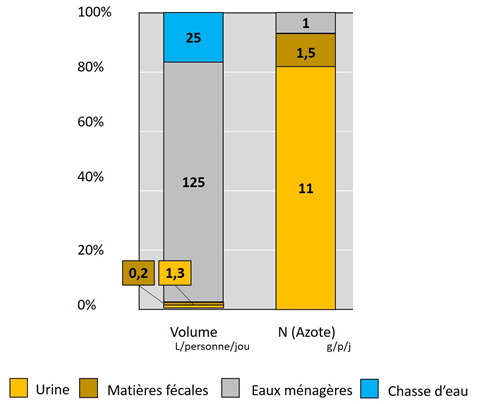 100%
80%
60%
40%
20%
0%
25
125
0,2
1,3
1
1,5
11
Volume
L/personne/jou
N (Azote)
g/p/j
Urine Matières fécales Eaux ménagères Chasse d'eau